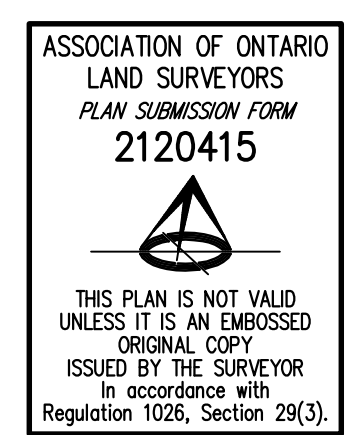 ASSOCIATION OF ONTARIO
LAND SURVEYORS
PLAN SUBMISSION FORM
2120415
THIS PLAN IS NOT VALID
UNLESS IT IS AN EMBOSSED
ORIGINAL COPY
ISSUED BY THE SURVEYOR
In accordance with
Regulation 1026, Section 29(3).